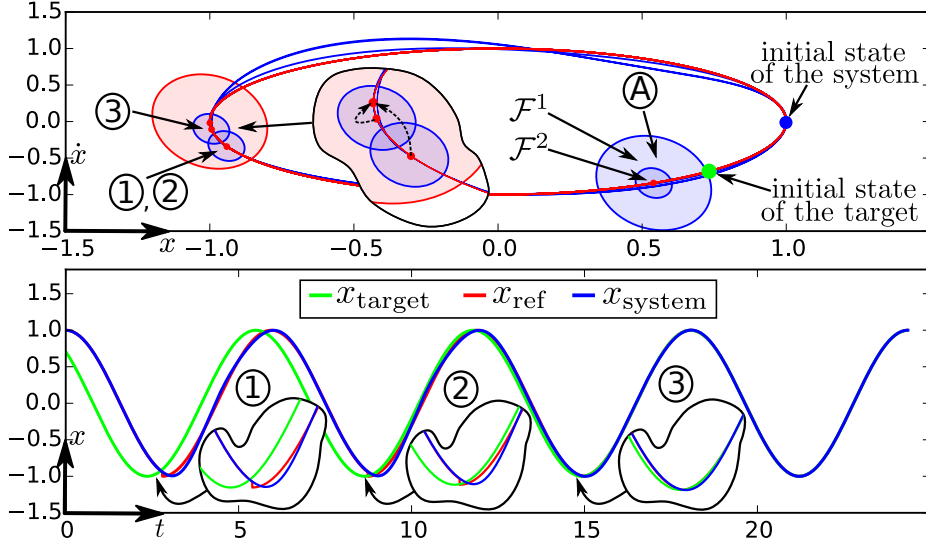 1.5
1.0
0.5
0.0
−0.5
−1.0
−1.5
ẋ
x
−1.5
−1.0
−0.5
0.0
0.5
1.0
③
①,②
Ⓐ
ℱ¹
ℱ²
initial state
of the system
initial state
of the target
1.5
1.0
0.5
0.0
−0.5
−1.0
−1.5
x
t
x_target
x_ref
x_system
①
②
③
0
5
10
15
20